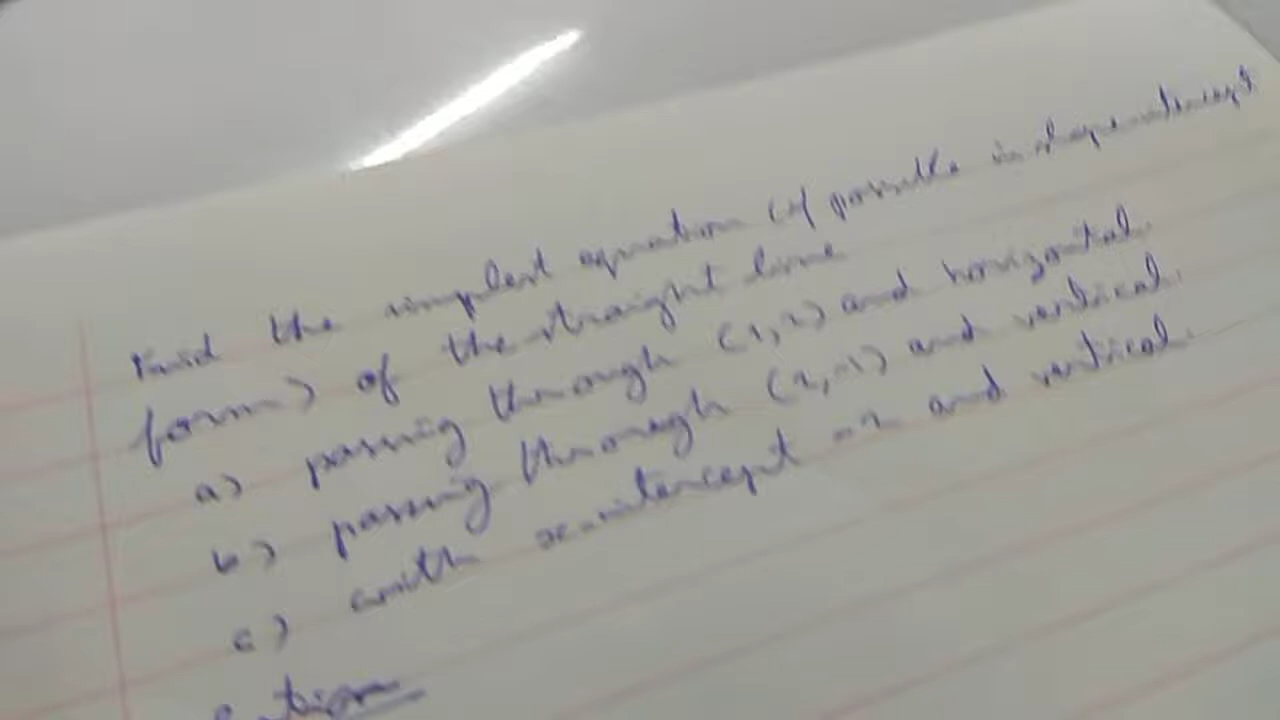 Find the simplest equation (if possible in slope-intercept
form) of the straight line
a) passing through (1,2) and horizontal.
b) passing through (2,-1) and vertical.
c) with x-intercept -2 and vertical.